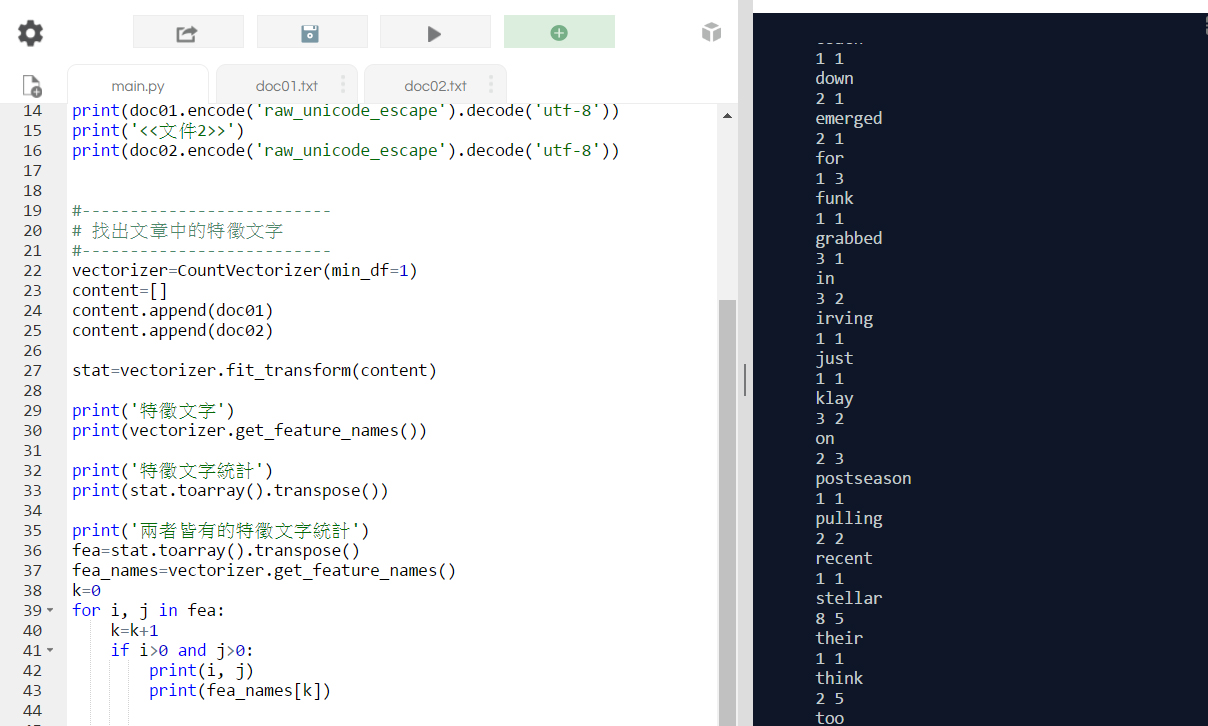 main.py
doc01.txt
doc02.txt
14 print(doc01.encode('raw_unicode_escape').decode('utf-8'))
15 print('<<文件2>>')
16 print(doc02.encode('raw_unicode_escape').decode('utf-8'))
17
18
19 #--------------------------
20 # 找出文章中的特徵文字
21 #--------------------------
22 vectorizer=CountVectorizer(min_df=1)
23 content=[]
24 content.append(doc01)
25 content.append(doc02)
26
27 stat=vectorizer.fit_transform(content)
28
29 print('特徵文字')
30 print(vectorizer.get_feature_names())
31
32 print('特徵文字統計')
33 print(stat.toarray().transpose())
34
35 print('兩者皆有的特徵文字統計')
36 fea=stat.toarray().transpose()
37 fea_names=vectorizer.get_feature_names()
38 k=0
39 for i, j in fea:
40 k=k+1
41 if i>0 and j>0:
42 print(i, j)
43 print(fea_names[k])
44
1 1
down
2 1
emerged
2 1
for
1 3
funk
1 1
grabbed
3 1
in
3 2
irving
1 1
just
1 1
klay
3 2
on
2 3
postseason
1 1
pulling
2 2
recent
1 1
stellar
8 5
their
1 1
think
2 5
too